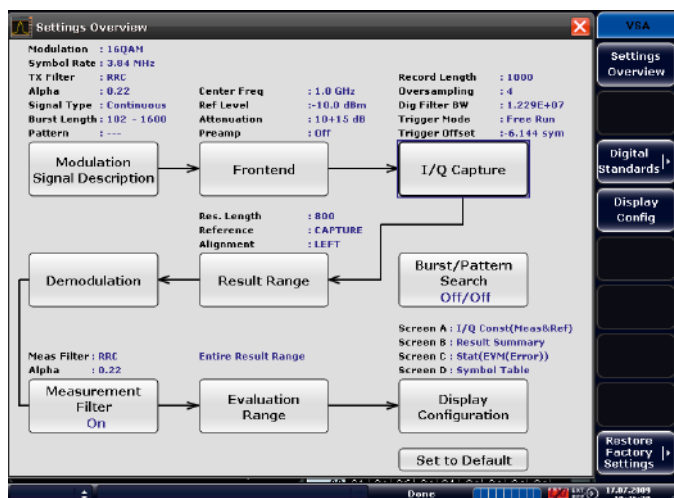 Settings Overview
VSA
Modulation : 16QAM
Symbol Rate : 3.84 MHz
TX Filter : RRC
Alpha : 0.22
Signal Type : Continuous
Burst Length : 102 - 1600
Pattern : ---
Center Freq : 1.0 GHz
Ref Level :-10.0 dBm
Attenuation : 10+15 dB
Preamp : Off
Record Length : 1000
Oversampling : 4
Dig Filter BW : 1.229E+07
Trigger Mode : Free Run
Trigger Offset :-6.144 sym
Settings Overview
Modulation
Signal Description
Frontend
I/Q Capture
Digital
Standards
Display
Config
Res. Length : 800
Reference : CAPTURE
Alignment : LEFT
Demodulation
Result Range
Burst/Pattern
Search
Off/Off
Screen A : I/Q Const(Meas&Ref)
Screen B : Result Summary
Screen C : Stat(EVM(Error))
Screen D : Symbol Table
Meas Filter : RRC
Alpha : 0.22
Entire Result Range
Measurement
Filter
On
Evaluation
Range
Display
Configuration
Set to Default
Restore
Factory
Settings
Done
17.07.2009